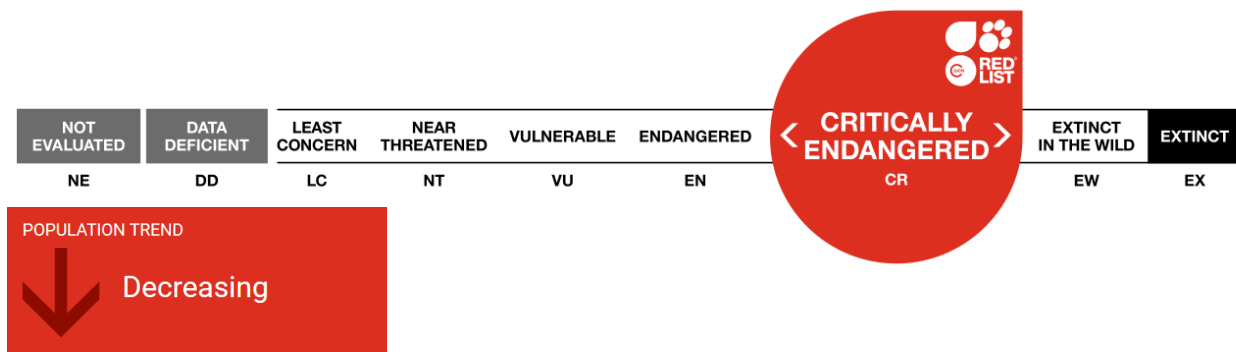 RED
LIST
IUCN
NOT
EVALUATED
DATA
DEFICIENT
LEAST
CONCERN
NEAR
THREATENED
VULNERABLE
ENDANGERED
< CRITICALLY
ENDANGERED >
EXTINCT
IN THE WILD
EXTINCT
NE
DD
LC
NT
VU
EN
CR
EW
EX
POPULATION TREND
Decreasing